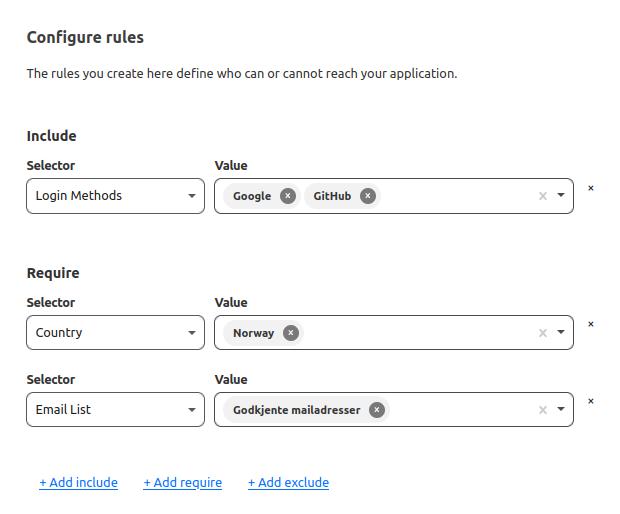 Configure rules
The rules you create here define who can or cannot reach your application.
Include
Selector Value
Login Methods Google × GitHub × × ×
Require
Selector Value
Country Norway × × ×
Selector Value
Email List Godkjente mailadresser × × ×
+ Add include + Add require + Add exclude